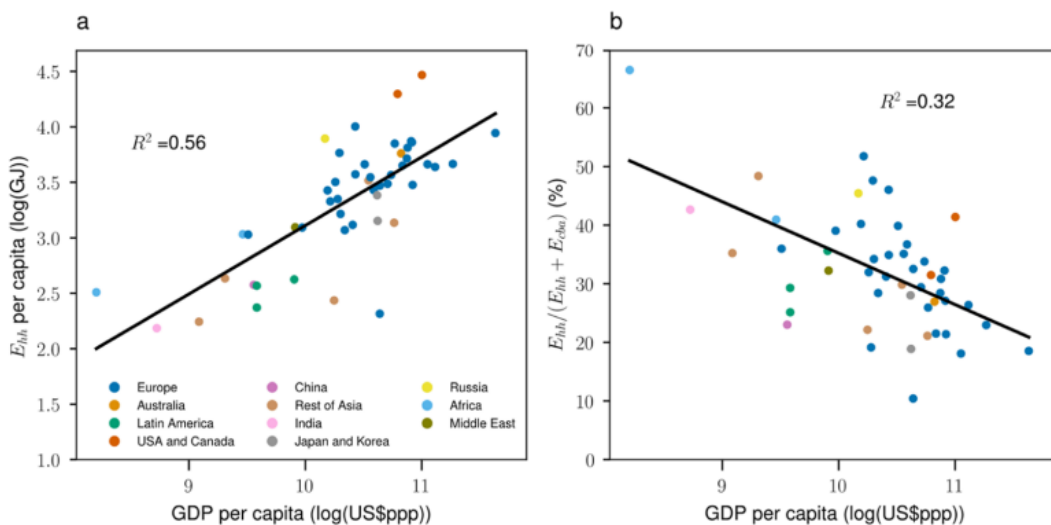 a
b
4.5
4.0
3.5
3.0
2.5
2.0
1.5
1.0
E_hh per capita (log(GJ))
R² =0.56
Europe
Australia
Latin America
USA and Canada
China
Rest of Asia
India
Japan and Korea
Russia
Africa
Middle East
9 10 11
GDP per capita (log(US$ppp))
70
60
50
40
30
20
10
0
E_hh/(E_hh + E_cba) (%)
R² =0.32
9 10 11
GDP per capita (log(US$ppp))